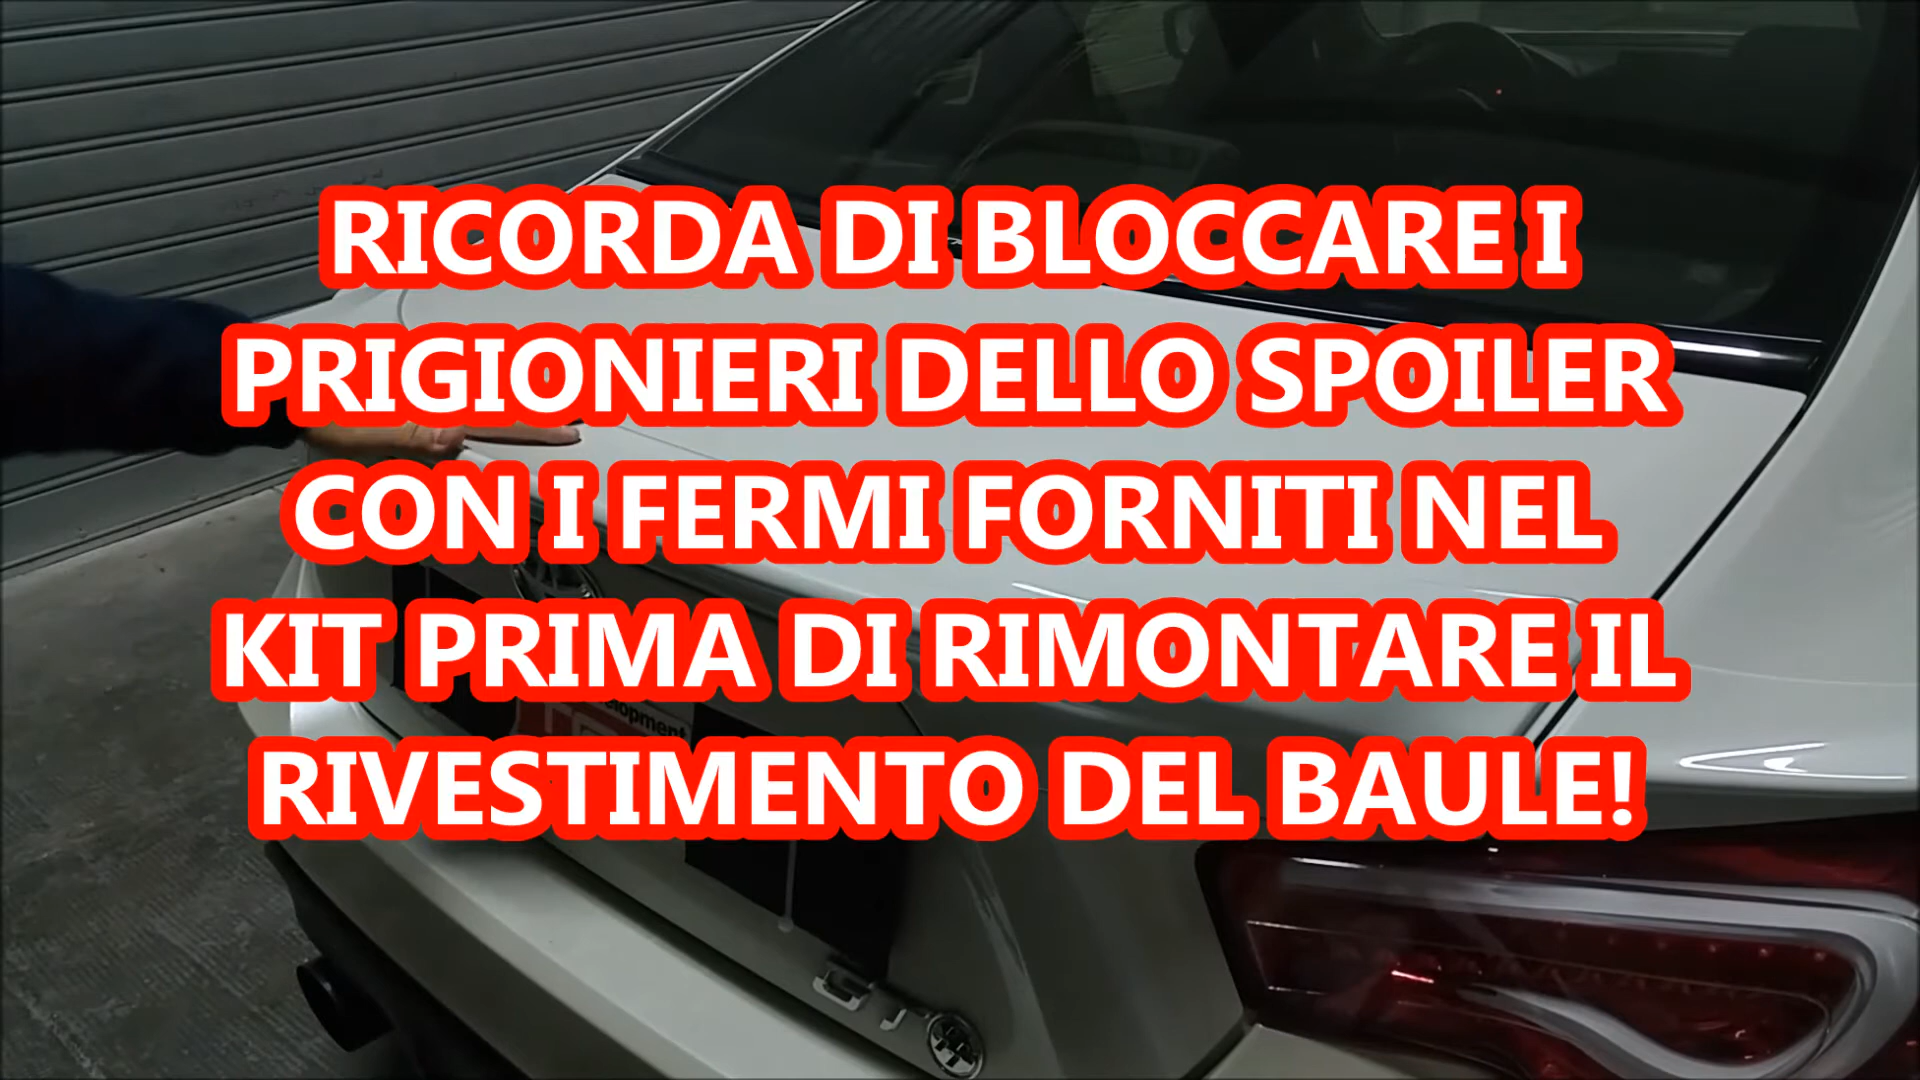 RICORDA DI BLOCCARE I
PRIGIONIERI DELLO SPOILER
CON I FERMI FORNITI NEL
KIT PRIMA DI RIMONTARE IL
RIVESTIMENTO DEL BAULE!